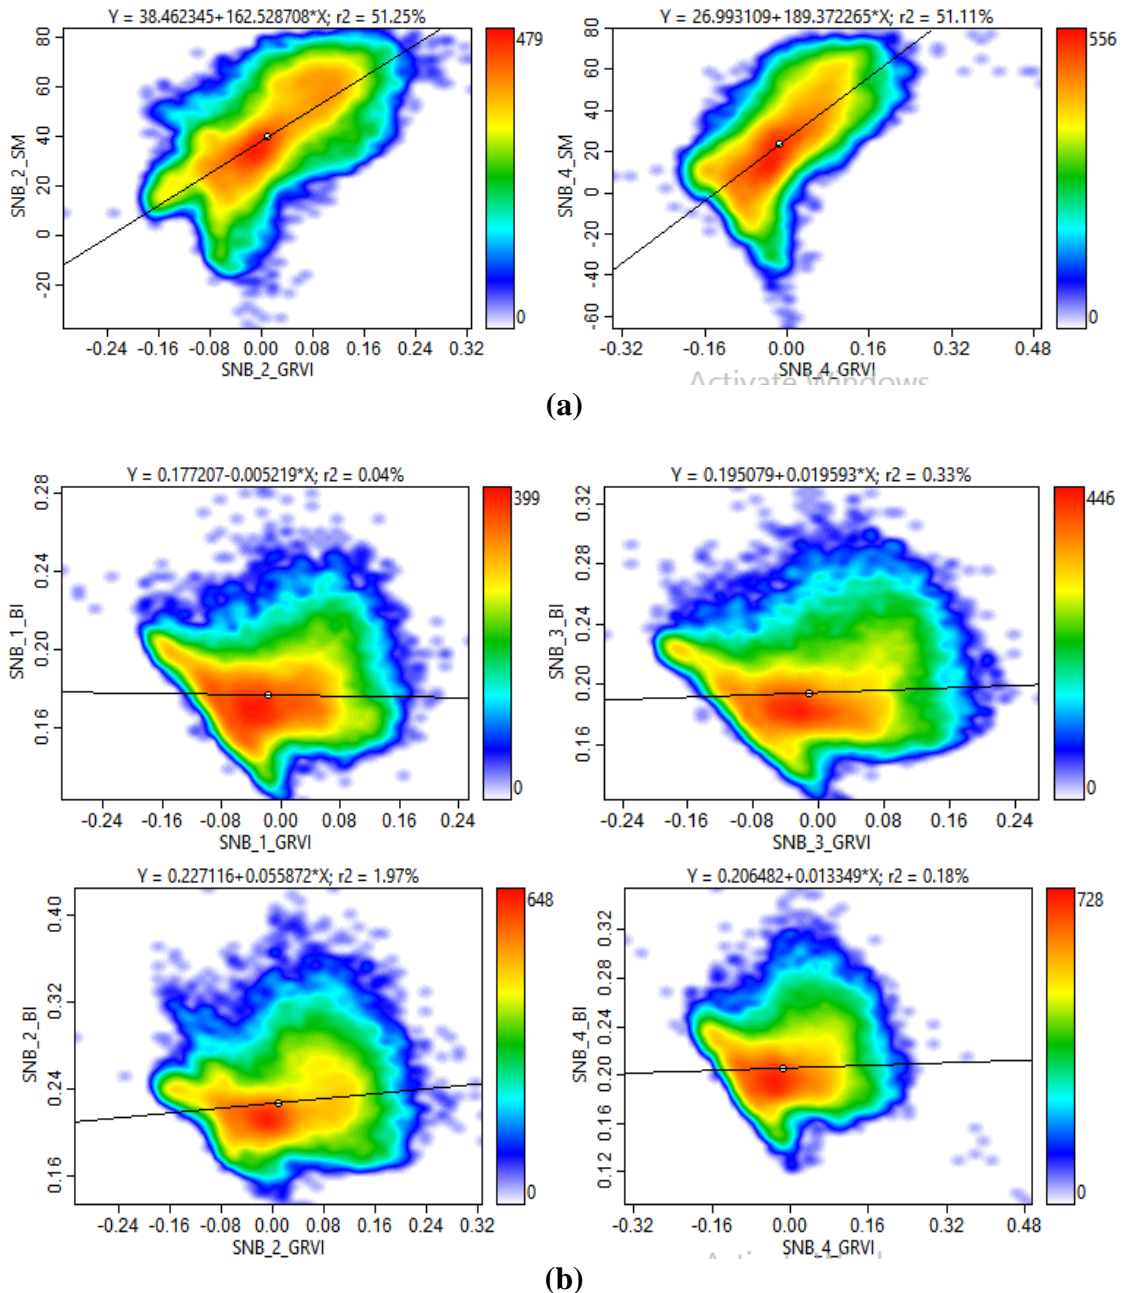 Y = 38.462345+162.528708*X; r2 = 51.25%
80
60
40
20
0
-20
SNB_2_SM
-0.24 -0.16 -0.08 0.00 0.08 0.16 0.24 0.32
SNB_2_GRVI
479
0
Y = 26.993109+189.372265*X; r2 = 51.11%
80
60
40
20
0
-20
-40
-60
SNB_4_SM
-0.32 -0.16 0.00 0.16 0.32 0.48
SNB_4_GRVI
556
0
Activate Windows
(a)
Y = 0.177207-0.005219*X; r2 = 0.04%
0.28
0.24
0.20
0.16
SNB_1_BI
-0.24 -0.16 -0.08 0.00 0.08 0.16 0.24
SNB_1_GRVI
399
0
Y = 0.195079+0.019593*X; r2 = 0.33%
0.32
0.28
0.24
0.20
0.16
SNB_3_BI
-0.24 -0.16 -0.08 0.00 0.08 0.16 0.24
SNB_3_GRVI
446
0
Y = 0.227116+0.055872*X; r2 = 1.97%
0.40
0.32
0.24
0.16
SNB_2_BI
-0.24 -0.16 -0.08 0.00 0.08 0.16 0.24 0.32
SNB_2_GRVI
648
0
Y = 0.206482+0.013349*X; r2 = 0.18%
0.32
0.28
0.24
0.20
0.16
0.12
SNB_4_BI
-0.32 -0.16 0.00 0.16 0.32 0.48
SNB_4_GRVI
728
0
(b)